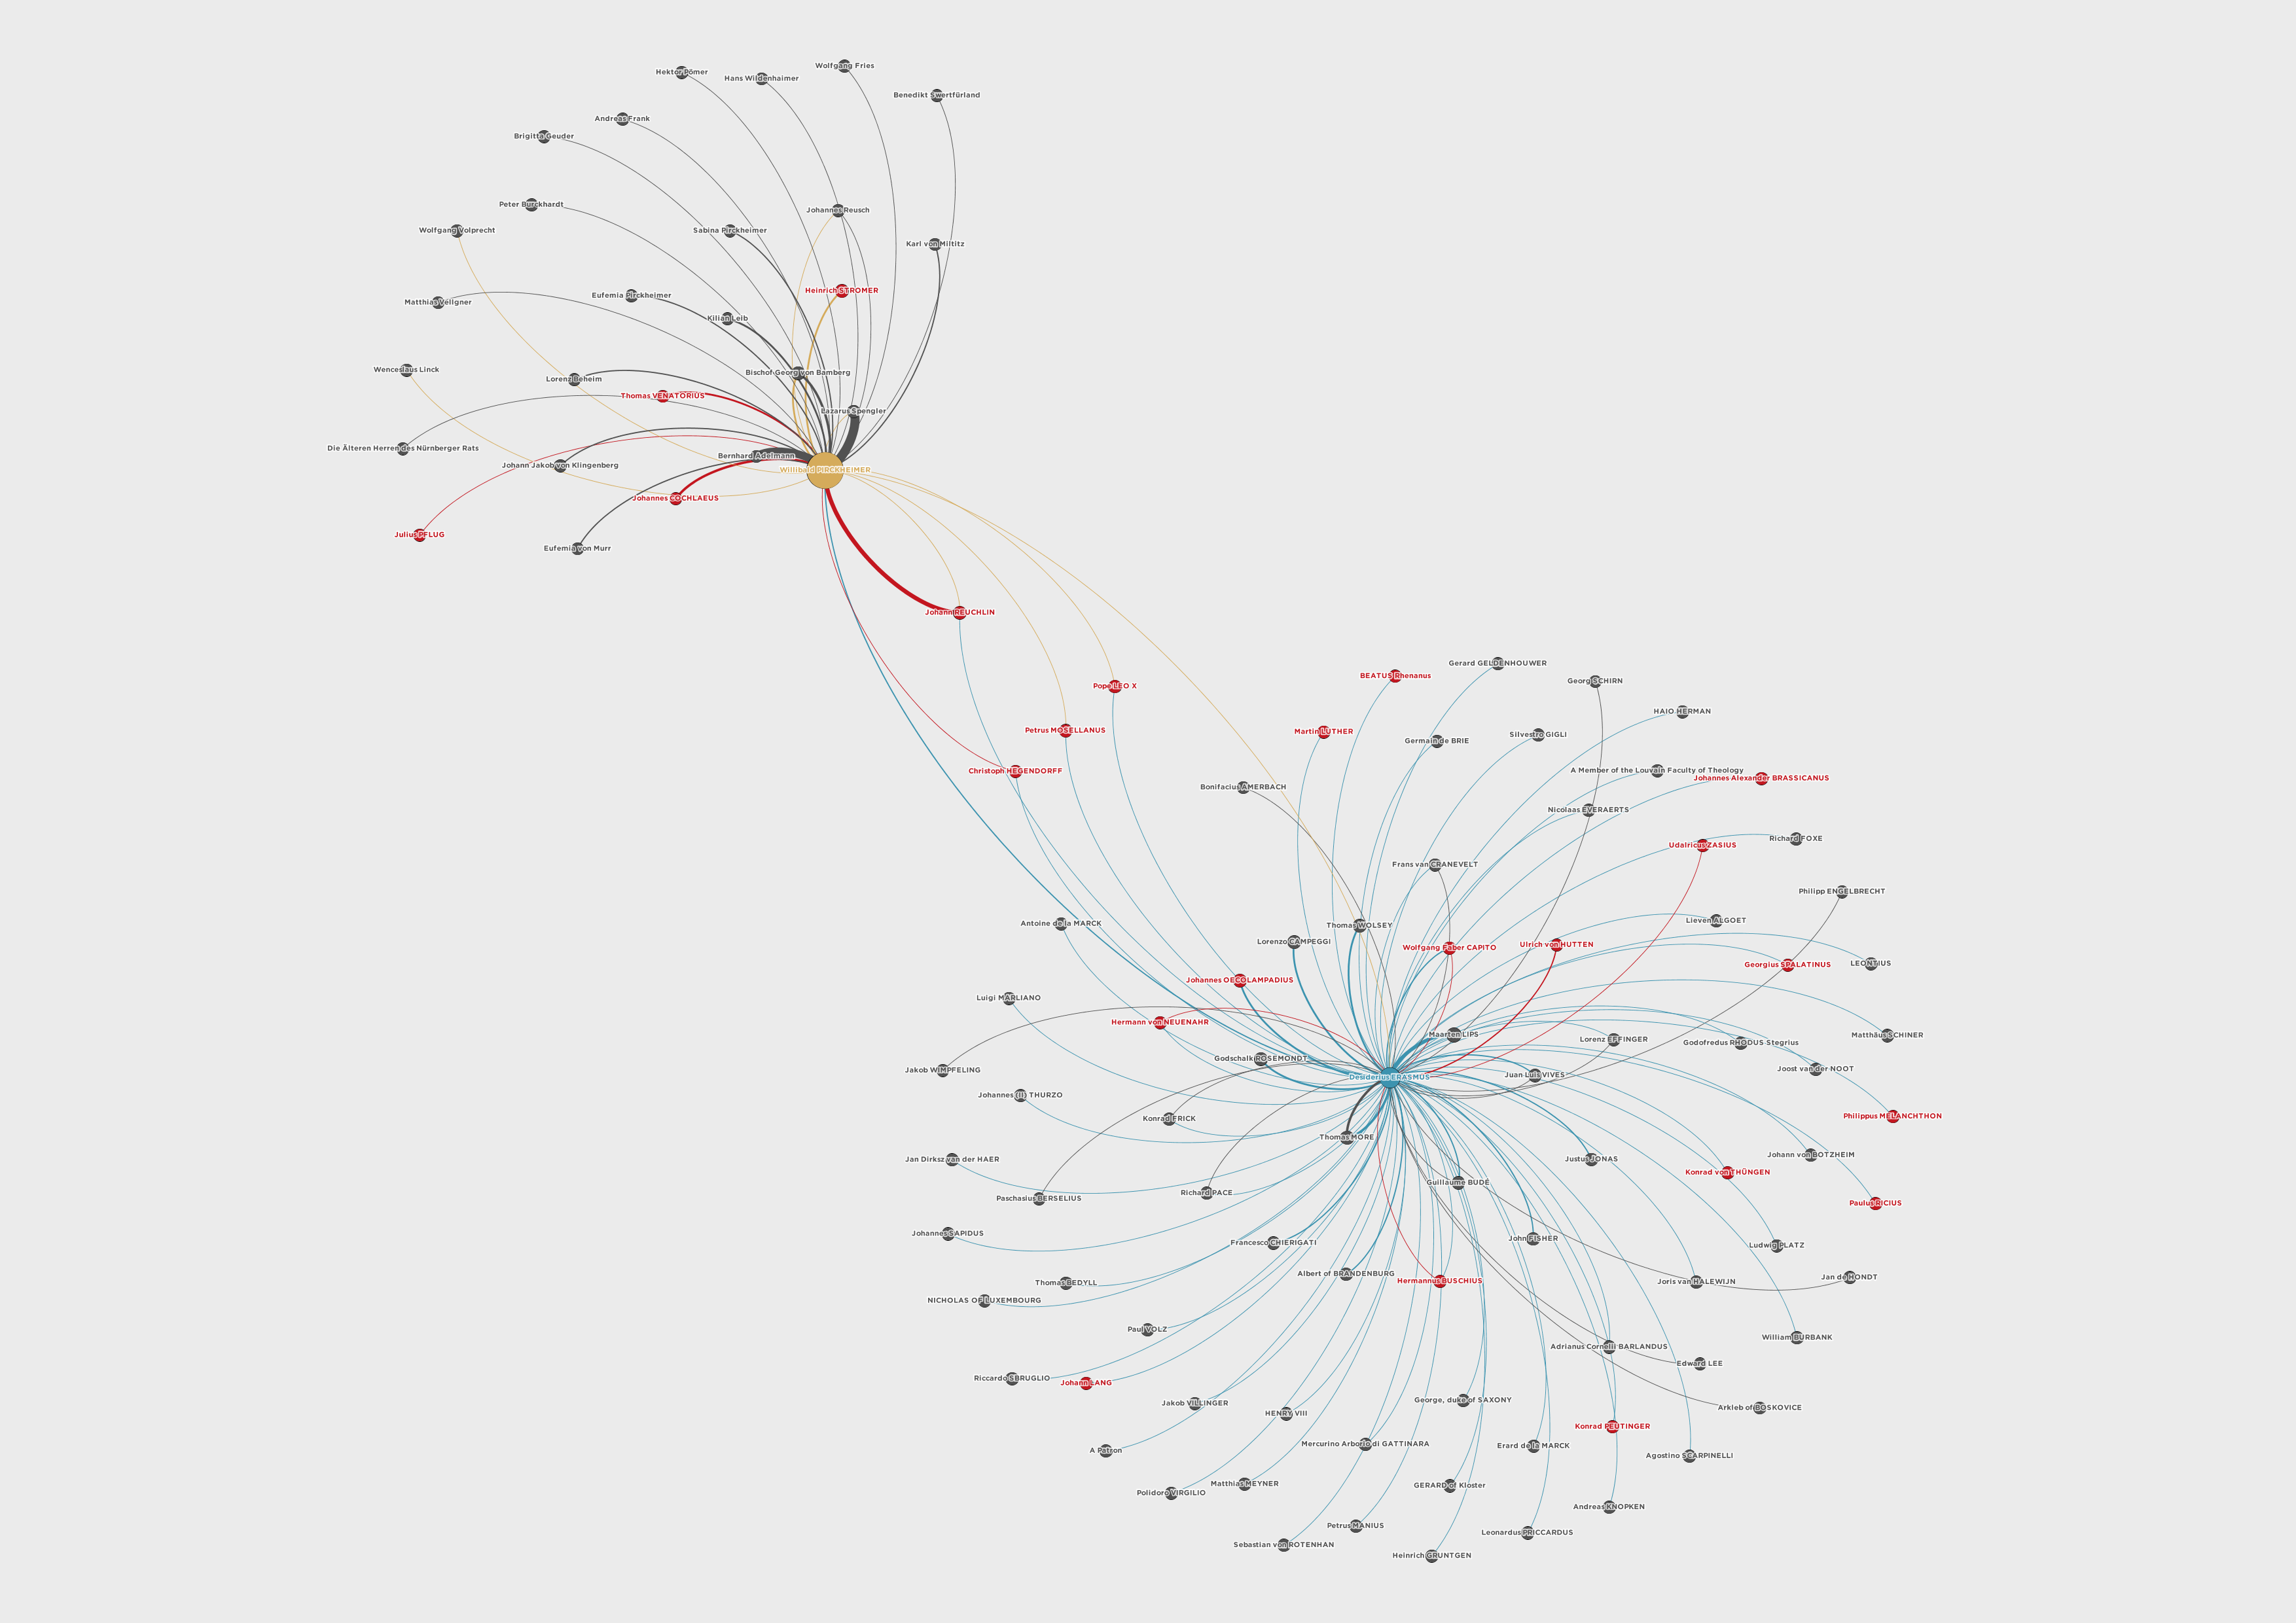 Wolfgang Fries
Hektor Pömer
Hans Wildenhaimer
Benedikt Swertfürland
Andreas Frank
Brigitta Geuder
Peter Burckhardt
Johannes Reusch
Wolfgang Volprecht
Sabina Pirckheimer
Karl von Miltitz
Heinrich STROMER
Eufemia Pirckheimer
Matthias Vellgner
Kilian Leib
Wenceslaus Linck
Bischof Georg von Bamberg
Lorenz Beheim
Thomas VENATORIUS
Lazarus Spengler
Die Älteren Herren des Nürnberger Rats
Bernhard Adelmann
Johann Jakob von Klingenberg
Willibald PIRCKHEIMER
Johannes COCHLAEUS
Julius PFLUG
Eufemia von Murr
Johann REUCHLIN
Gerard GELDENHOUWER
BEATUS Rhenanus
Georg SCHIRN
Pope LEO X
HAIO HERMAN
Petrus MOSELLANUS
Martin LUTHER
Silvestro GIGLI
Germain de BRIE
Christoph HEGENDORFF
A Member of the Louvain Faculty of Theology
Johannes Alexander BRASSICANUS
Bonifacius AMERBACH
Nicolaas EVERAERTS
Richard FOXE
Udalricus ZASIUS
Frans van CRANEVELT
Philipp ENGELBRECHT
Lieven ALGOET
Antoine de la MARCK
Thomas WOLSEY
Lorenzo CAMPEGGI
Ulrich von HUTTEN
Wolfgang Faber CAPITO
LEONTIUS
Georgius SPALATINUS
Johannes OECOLAMPADIUS
Luigi MARLIANO
Hermann von NEUENAHR
Maarten LIPS
Matthäus SCHINER
Lorenz EFFINGER
Godofredus RHODUS Stegrius
Godschalk ROSEMONDT
Jakob WIMPFELING
Joost van der NOOT
Juan Luis VIVES
Desiderius ERASMUS
Johannes (II) THURZO
Philippus MELANCHTHON
Konrad FRICK
Thomas MORE
Johann von BOTZHEIM
Jan Dirksz van der HAER
Justus JONAS
Konrad von THÜNGEN
Guillaume BUDÉ
Richard PACE
Paschasius BERSELIUS
Paulus RICIUS
Johannes SAPIDUS
John FISHER
Francesco CHIERIGATI
Ludwig PLATZ
Albert of BRANDENBURG
Jan de HONDT
Hermannus BUSCHIUS
Joris van HALEWIJN
Thomas BEDYLL
NICHOLAS OF LUXEMBOURG
Paul VOLZ
William BURBANK
Adrianus Cornelii BARLANDUS
Edward LEE
Riccardo SBRUGLIO
Johann LANG
George, duke of SAXONY
Jakob VILLINGER
Arkleb of BOSKOVICE
HENRY VIII
Konrad PEUTINGER
Mercurino Arborio di GATTINARA
Erard de la MARCK
A Patron
Agostino SCARPINELLI
Matthias MEYNER
GERARD of Kloster
Polidoro VIRGILIO
Andreas KNOPKEN
Petrus MANIUS
Leonardus PRICCARDUS
Sebastian von ROTENHAN
Heinrich GRUNTGEN